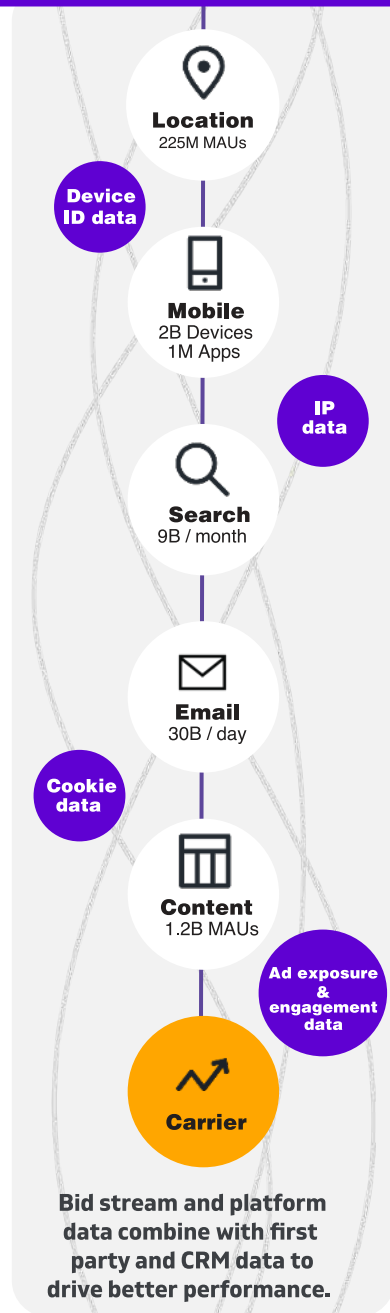 Location
225M MAUs
Device
ID data
Mobile
2B Devices
1M Apps
IP
data
Search
9B / month
Email
30B / day
Cookie
data
Content
1.2B MAUs
Ad exposure
&
engagement
data
Carrier
Bid stream and platform
data combine with first
party and CRM data to
drive better performance.